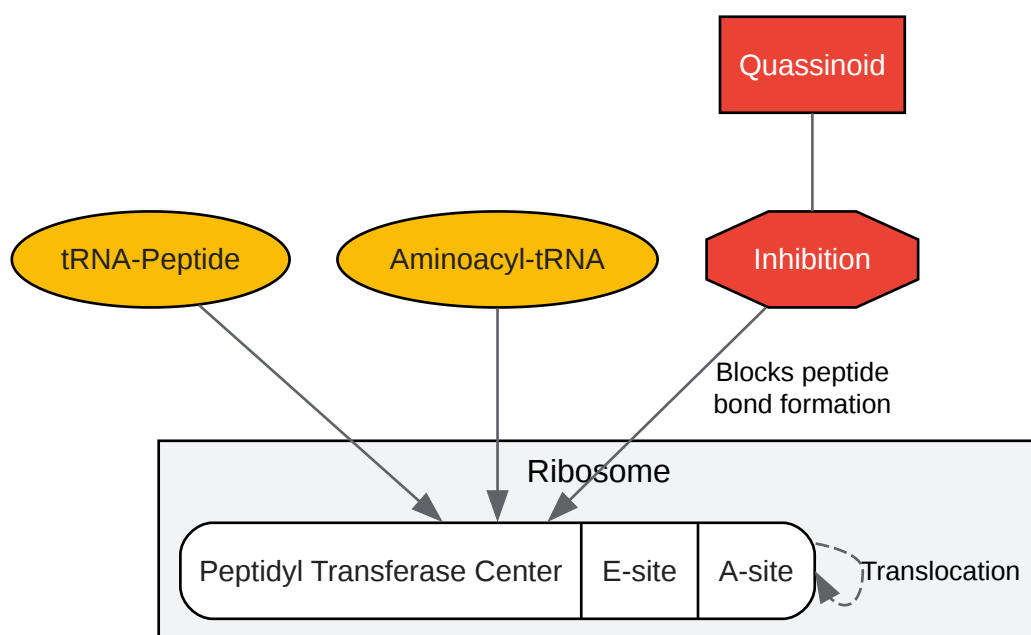 Quassinoid
tRNA-Peptide
Aminoacyl-tRNA
Inhibition
Blocks peptide
bond formation
Ribosome
Peptidyl Transferase Center
E-site
A-site
Translocation